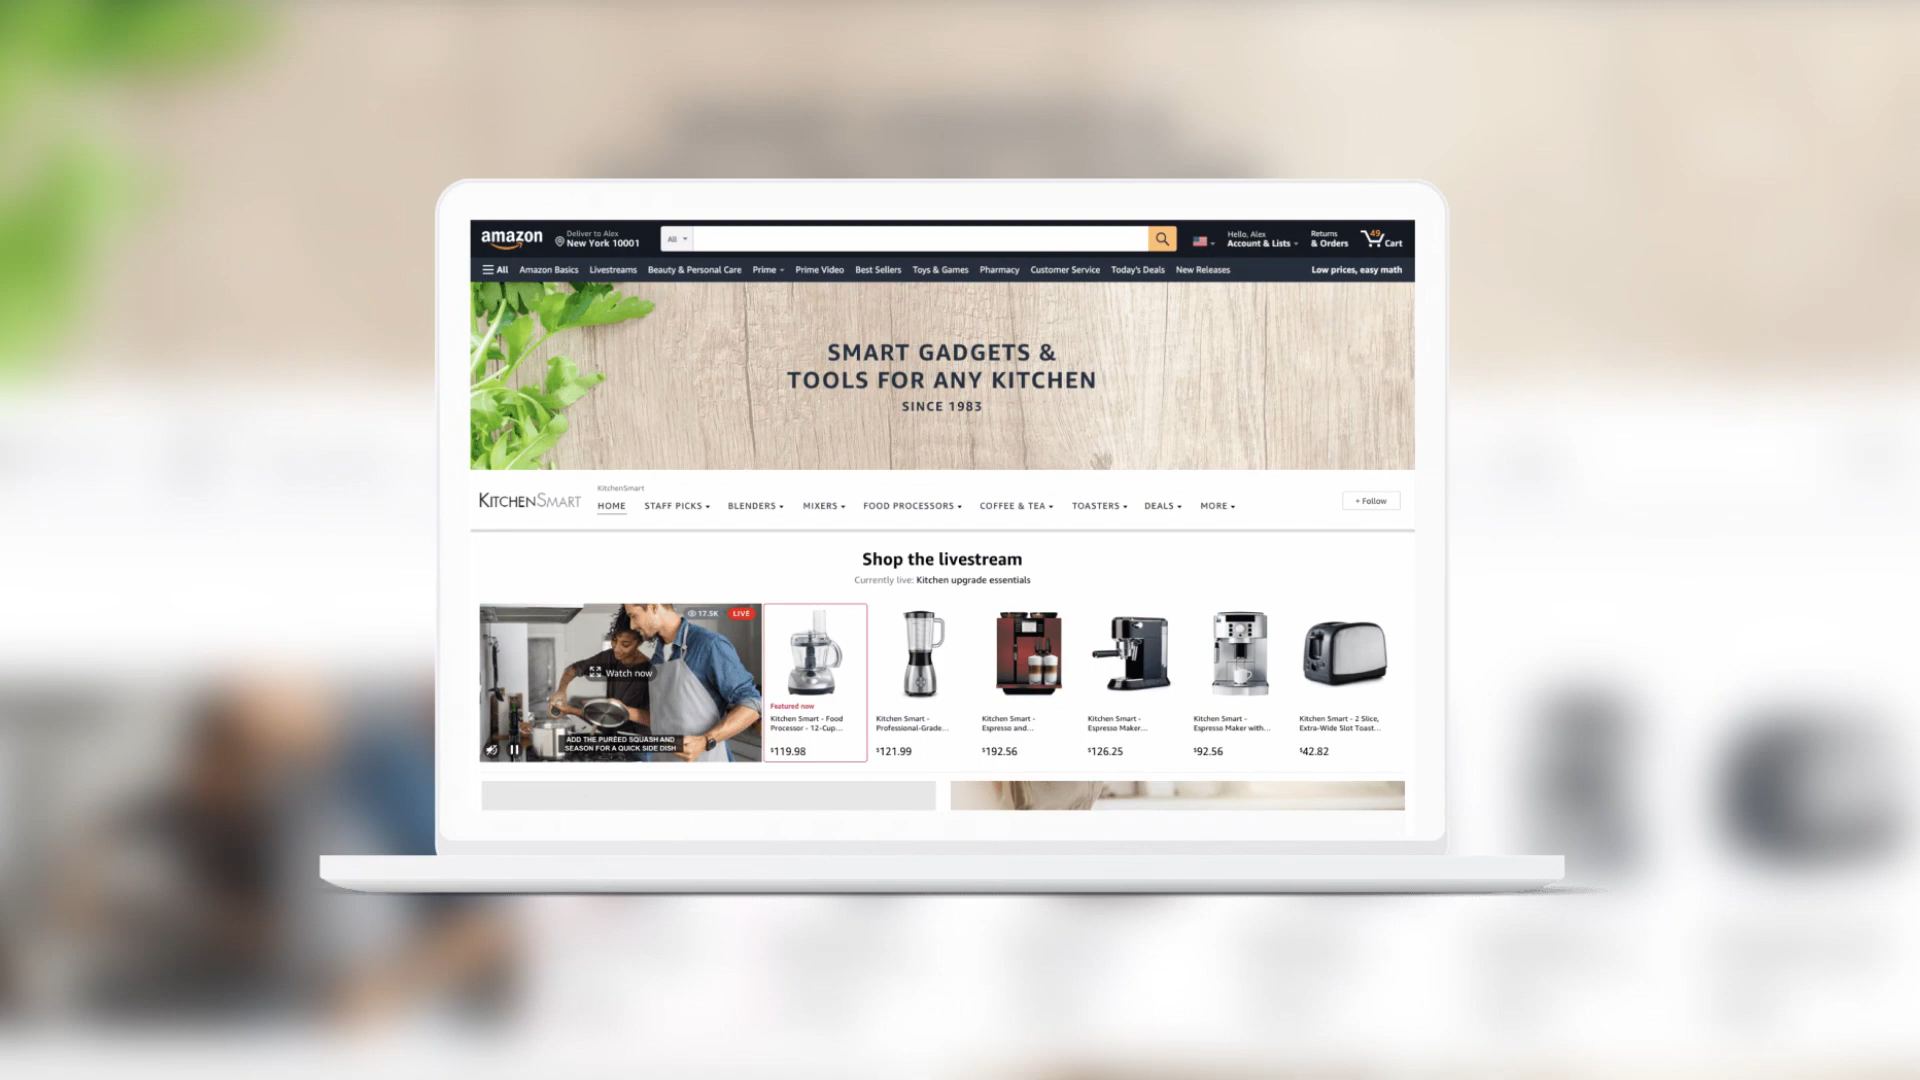 amazon
Deliver to Alex
New York 10001
All
Hello, Alex
Account & Lists
Returns
& Orders
49
Cart
All
Amazon Basics
Livestreams
Beauty & Personal Care
Prime
Prime Video
Best Sellers
Toys & Games
Pharmacy
Customer Service
Today's Deals
New Releases
Low prices, easy math
SMART GADGETS &
TOOLS FOR ANY KITCHEN
SINCE 1983
KITCHENSMART
KitchenSmart
HOME
STAFF PICKS
BLENDERS
MIXERS
FOOD PROCESSORS
COFFEE & TEA
TOASTERS
DEALS
MORE
+ Follow
Shop the livestream
Currently live: Kitchen upgrade essentials
17.5K
LIVE
Watch now
ADD THE PURÉED SQUASH AND
SEASON FOR A QUICK SIDE DISH
Featured now
Kitchen Smart - Food
Processor - 12-Cup...
$119.98
Kitchen Smart -
Professional-Grade...
$121.99
Kitchen Smart -
Espresso and...
$192.56
Kitchen Smart -
Espresso Maker...
$126.25
Kitchen Smart -
Espresso Maker with...
$92.56
Kitchen Smart - 2 Slice,
Extra-Wide Slot Toast...
$42.82